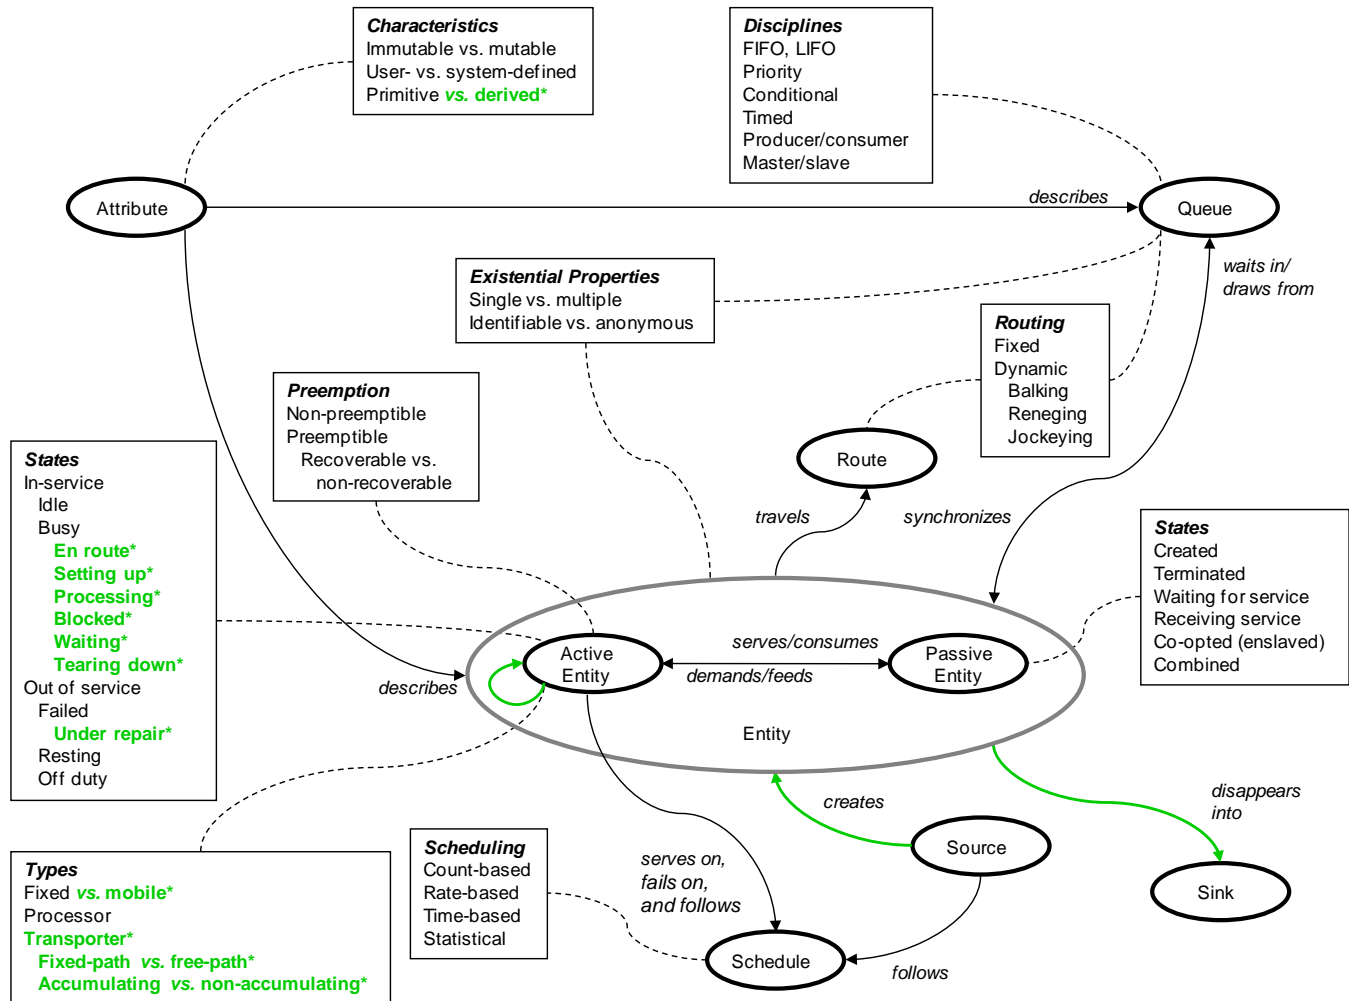 Characteristics
Immutable vs. mutable
User- vs. system-defined
Primitive vs. derived*
Disciplines
FIFO, LIFO
Priority
Conditional
Timed
Producer/consumer
Master/slave
Attribute
describes
Queue
Existential Properties
Single vs. multiple
Identifiable vs. anonymous
waits in/
draws from
Routing
Fixed
Dynamic
Balking
Reneging
Jockeying
Preemption
Non-preemptible
Preemptible
Recoverable vs.
non-recoverable
Route
States
In-service
Idle
Busy
En route*
Setting up*
Processing*
Blocked*
Waiting*
Tearing down*
Out of service
Failed
Under repair*
Resting
Off duty
travels
synchronizes
States
Created
Terminated
Waiting for service
Receiving service
Co-opted (enslaved)
Combined
Active
Entity
serves/consumes
demands/feeds
Passive
Entity
describes
Entity
creates
disappears
into
Source
Sink
Scheduling
Count-based
Rate-based
Time-based
Statistical
serves on,
fails on,
and follows
Types
Fixed vs. mobile*
Processor
Transporter*
Fixed-path vs. free-path*
Accumulating vs. non-accumulating*
Schedule
follows